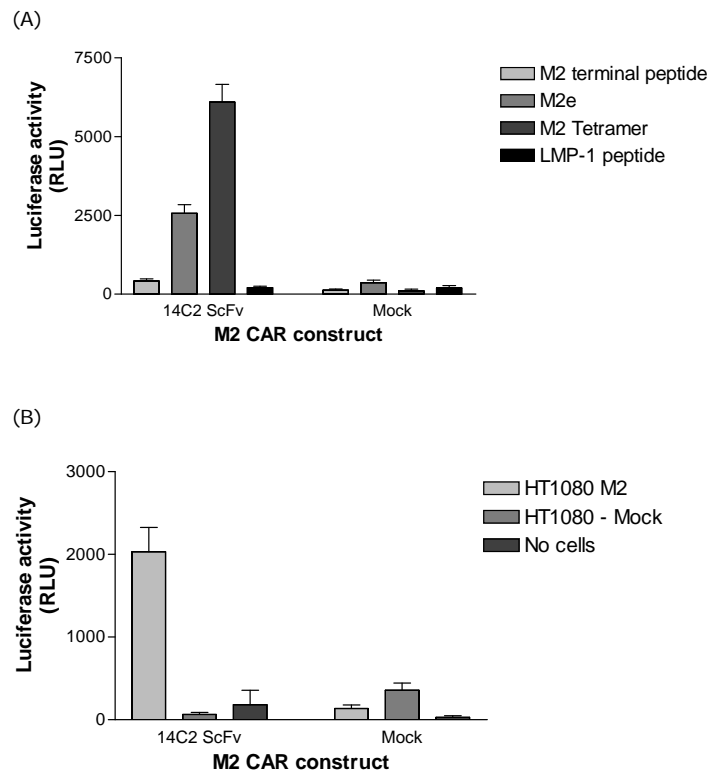 (A)
7500
5000
2500
0
Luciferase activity
(RLU)
14C2 ScFv
Mock
M2 CAR construct
M2 terminal peptide
M2e
M2 Tetramer
LMP-1 peptide
(B)
3000
2000
1000
0
Luciferase activity
(RLU)
14C2 ScFv
Mock
M2 CAR construct
HT1080 M2
HT1080 - Mock
No cells